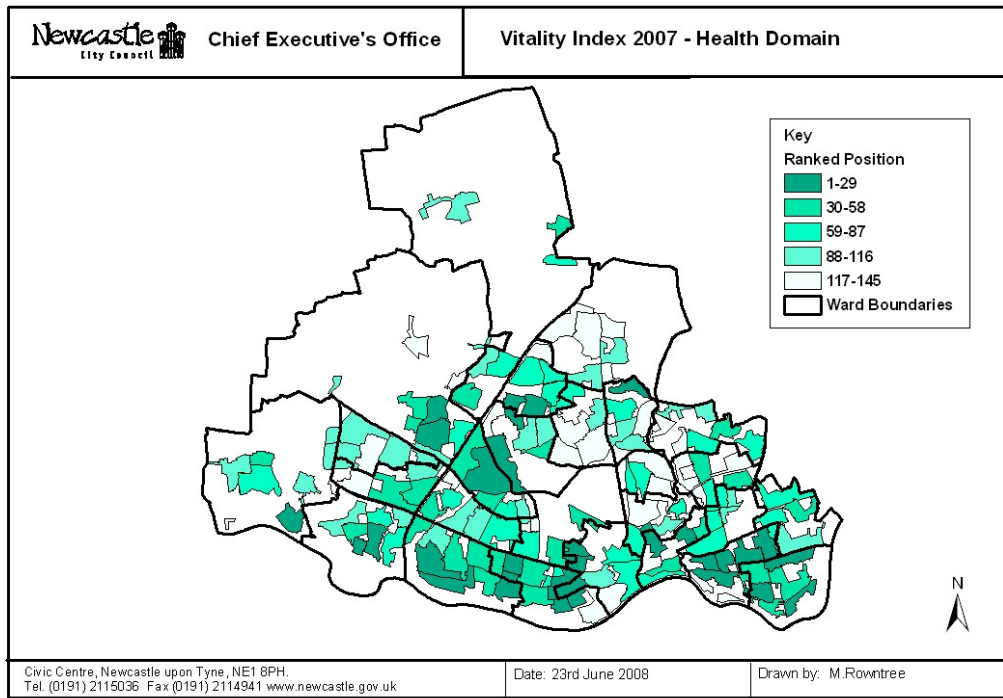 Newcastle
City Council
Chief Executive's Office
Vitality Index 2007 - Health Domain
Key
Ranked Position
1-29
30-58
59-87
88-116
117-145
Ward Boundaries
N
Civic Centre, Newcastle upon Tyne, NE1 8PH.
Tel. (0191) 2115036 Fax (0191) 2114941 www.newcastle.gov.uk
Date: 23rd June 2008
Drawn by: M.Rowntree